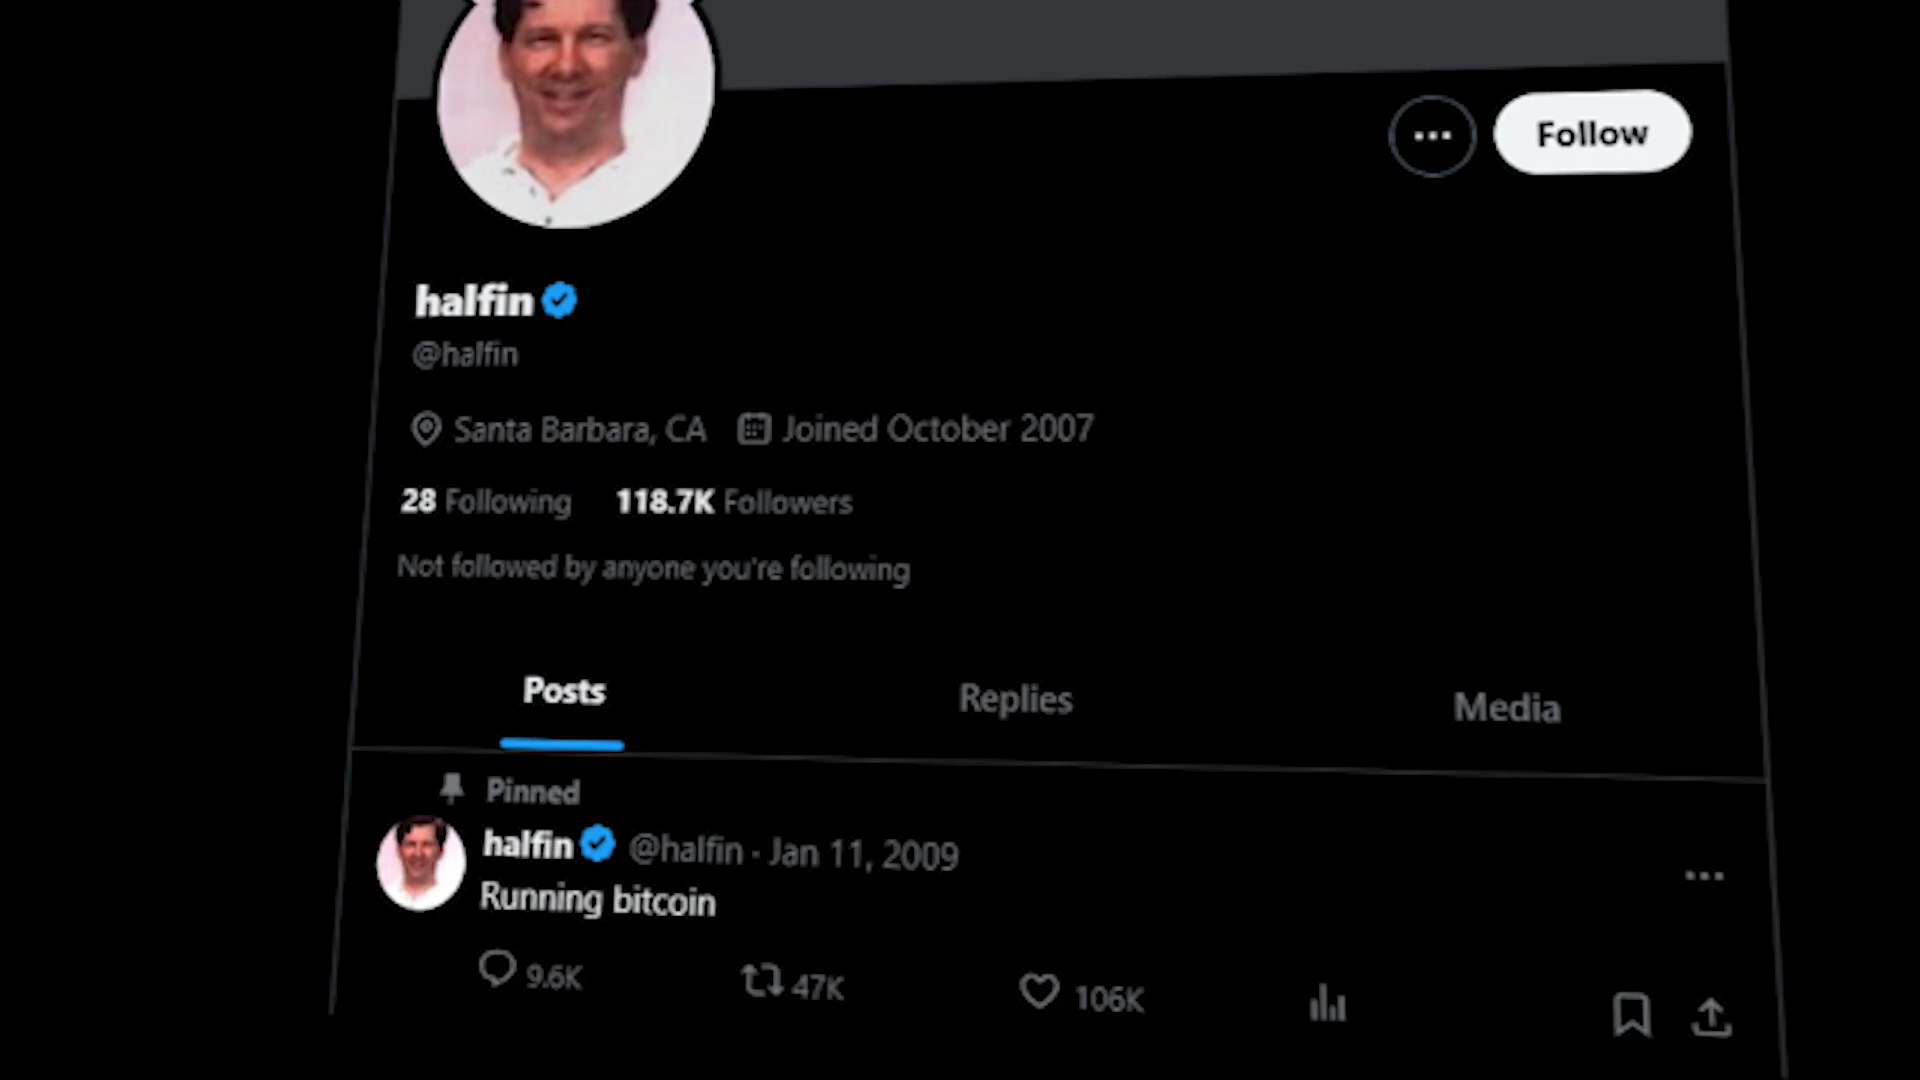 Follow
halfin
@halfin
Santa Barbara, CA Joined October 2007
28 Following 118.7K Followers
Not followed by anyone you're following
Posts Replies Media
Pinned
halfin @halfin · Jan 11, 2009
Running bitcoin
9.6K 47K 106K